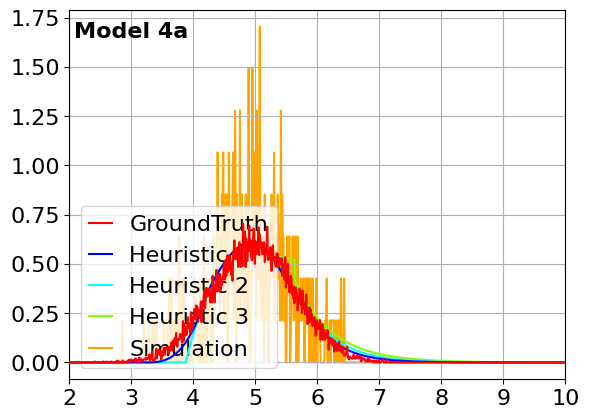 Model 4a
1.75
1.50
1.25
1.00
0.75
0.50
0.25
0.00
GroundTruth
Heuristic
Heuristic 2
Heuristic 3
Simulation
2 3 4 5 6 7 8 9 10